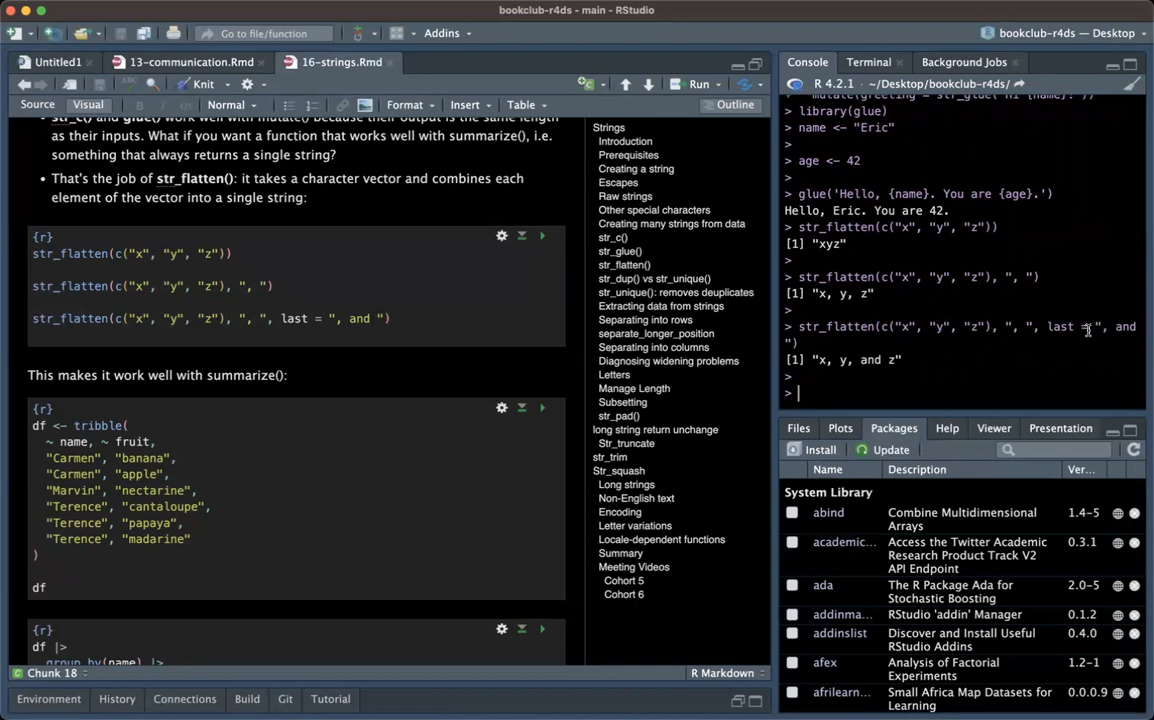 bookclub-r4ds - main - RStudio
Go to file/function
Addins
bookclub-r4ds — Desktop
Untitled1
13-communication.Rmd
16-strings.Rmd
Knit
Run
Source
Visual
B
I
Normal
Format
Insert
Table
Outline
str_c() and glue() work well with mutate() because their output is the same length
as their inputs. What if you want a function that works well with summarize(), i.e.
something that always returns a single string?
• That's the job of str_flatten(): it takes a character vector and combines each
element of the vector into a single string:
{r}
str_flatten(c("x", "y", "z"))
str_flatten(c("x", "y", "z"), ", ")
str_flatten(c("x", "y", "z"), ", ", last = ", and ")
This makes it work well with summarize():
{r}
df <- tribble(
~ name, ~ fruit,
"Carmen", "banana",
"Carmen", "apple",
"Marvin", "nectarine",
"Terence", "cantaloupe",
"Terence", "papaya",
"Terence", "madarine"
)
df
{r}
df |>
group_by(name) |>
Chunk 18
R Markdown
Strings
Introduction
Prerequisites
Creating a string
Escapes
Raw strings
Other special characters
Creating many strings from data
str_c()
str_glue()
str_flatten()
str_dup() vs str_unique()
str_unique(): removes deuplicates
Extracting data from strings
Separating into rows
separate_longer_position
Separating into columns
Diagnosing widening problems
Letters
Manage Length
Subsetting
str_pad()
long string return unchange
Str_truncate
str_trim
Str_squash
Long strings
Non-English text
Encoding
Letter variations
Locale-dependent functions
Summary
Meeting Videos
Cohort 5
Cohort 6
Console
Terminal
Background Jobs
R 4.2.1 · ~/Desktop/bookclub-r4ds/
mutate(greeting = str_glue("Hi {name}!"))
> library(glue)
> name <- "Eric"
>
> age <- 42
>
> glue('Hello, {name}. You are {age}.')
Hello, Eric. You are 42.
> str_flatten(c("x", "y", "z"))
[1] "xyz"
>
> str_flatten(c("x", "y", "z"), ", ")
[1] "x, y, z"
>
> str_flatten(c("x", "y", "z"), ", ", last = ", and
")
[1] "x, y, and z"
>
>
Files
Plots
Packages
Help
Viewer
Presentation
Install
Update
Name
Description
Ver...
System Library
abind
Combine Multidimensional
Arrays
1.4-5
academic...
Access the Twitter Academic
Research Product Track V2
API Endpoint
0.3.1
ada
The R Package Ada for
Stochastic Boosting
2.0-5
addinma...
RStudio 'addin' Manager
0.1.2
addinslist
Discover and Install Useful
RStudio Addins
0.4.0
afex
Analysis of Factorial
Experiments
1.2-1
afrilearn...
Small Africa Map Datasets for
Learning
0.0.0.9
Environment
History
Connections
Build
Git
Tutorial